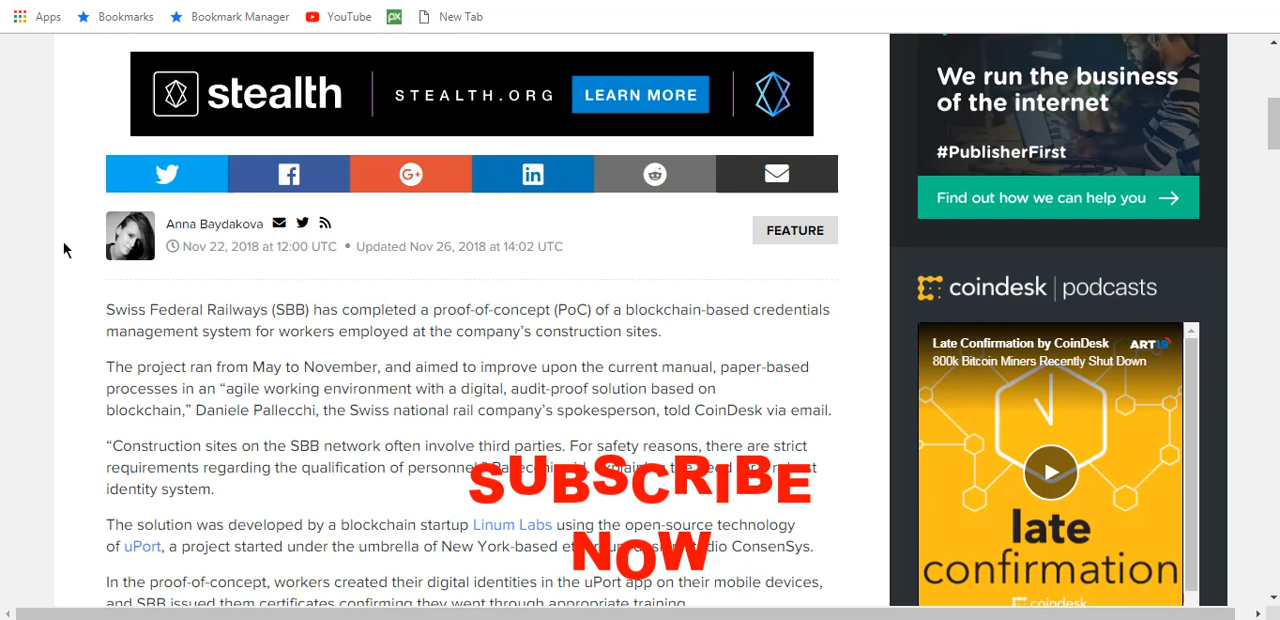 Apps Bookmarks Bookmark Manager YouTube px New Tab
stealth STEALTH.ORG LEARN MORE
G+ in
Anna Baydakova
Nov 22, 2018 at 12:00 UTC • Updated Nov 26, 2018 at 14:02 UTC
FEATURE
Swiss Federal Railways (SBB) has completed a proof-of-concept (PoC) of a blockchain-based credentials
management system for workers employed at the company’s construction sites.
The project ran from May to November, and aimed to improve upon the current manual, paper-based
processes in an “agile working environment with a digital, audit-proof solution based on
blockchain,” Daniele Pallecchi, the Swiss national rail company’s spokesperson, told CoinDesk via email.
“Construction sites on the SBB network often involve third parties. For safety reasons, there are strict
requirements regarding the qualification of personnel,”
identity system.
The solution was developed by a blockchain startup Linum Labs using the open-source technology
of uPort, a project started under the umbrella of New York-based ConsenSys.
In the proof-of-concept, workers created their digital identities in the uPort app on their mobile devices,
and SBB issued them certificates confirming they went through appropriate training.
SUBSCRIBE
NOW
We run the business
of the internet
#PublisherFirst
Find out how we can help you
coindesk | podcasts
Late Confirmation by CoinDesk ART19
800k Bitcoin Miners Recently Shut Down
late
confirmation
coindesk